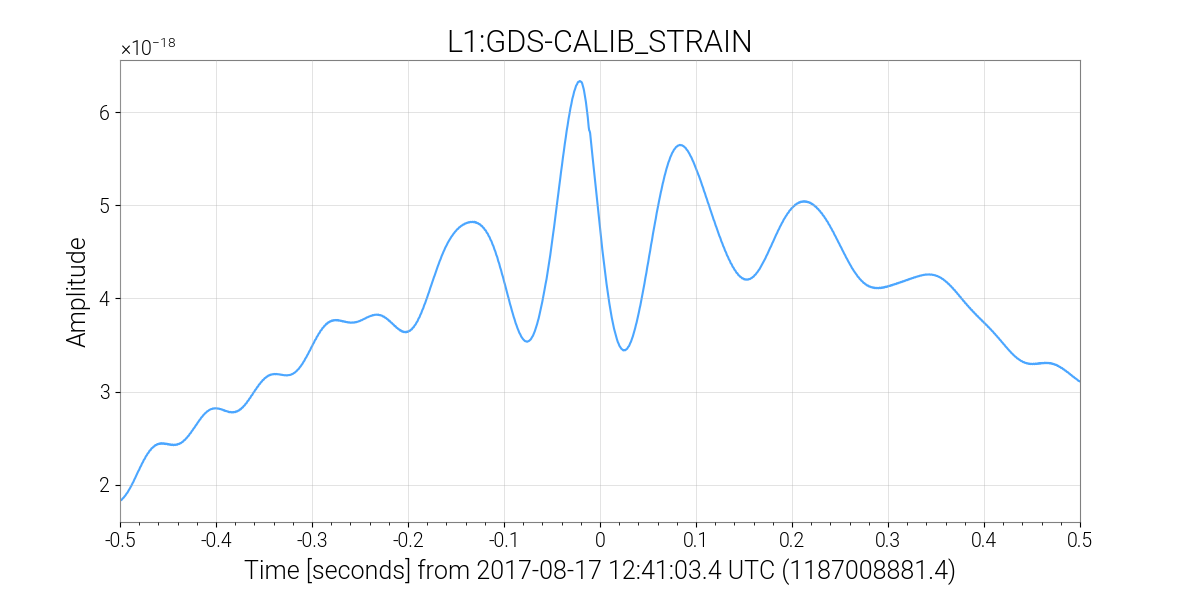 L1:GDS-CALIB_STRAIN
×10⁻¹⁸
6
5
4
3
2
Amplitude
-0.5 -0.4 -0.3 -0.2 -0.1 0 0.1 0.2 0.3 0.4 0.5
Time [seconds] from 2017-08-17 12:41:03.4 UTC (1187008881.4)